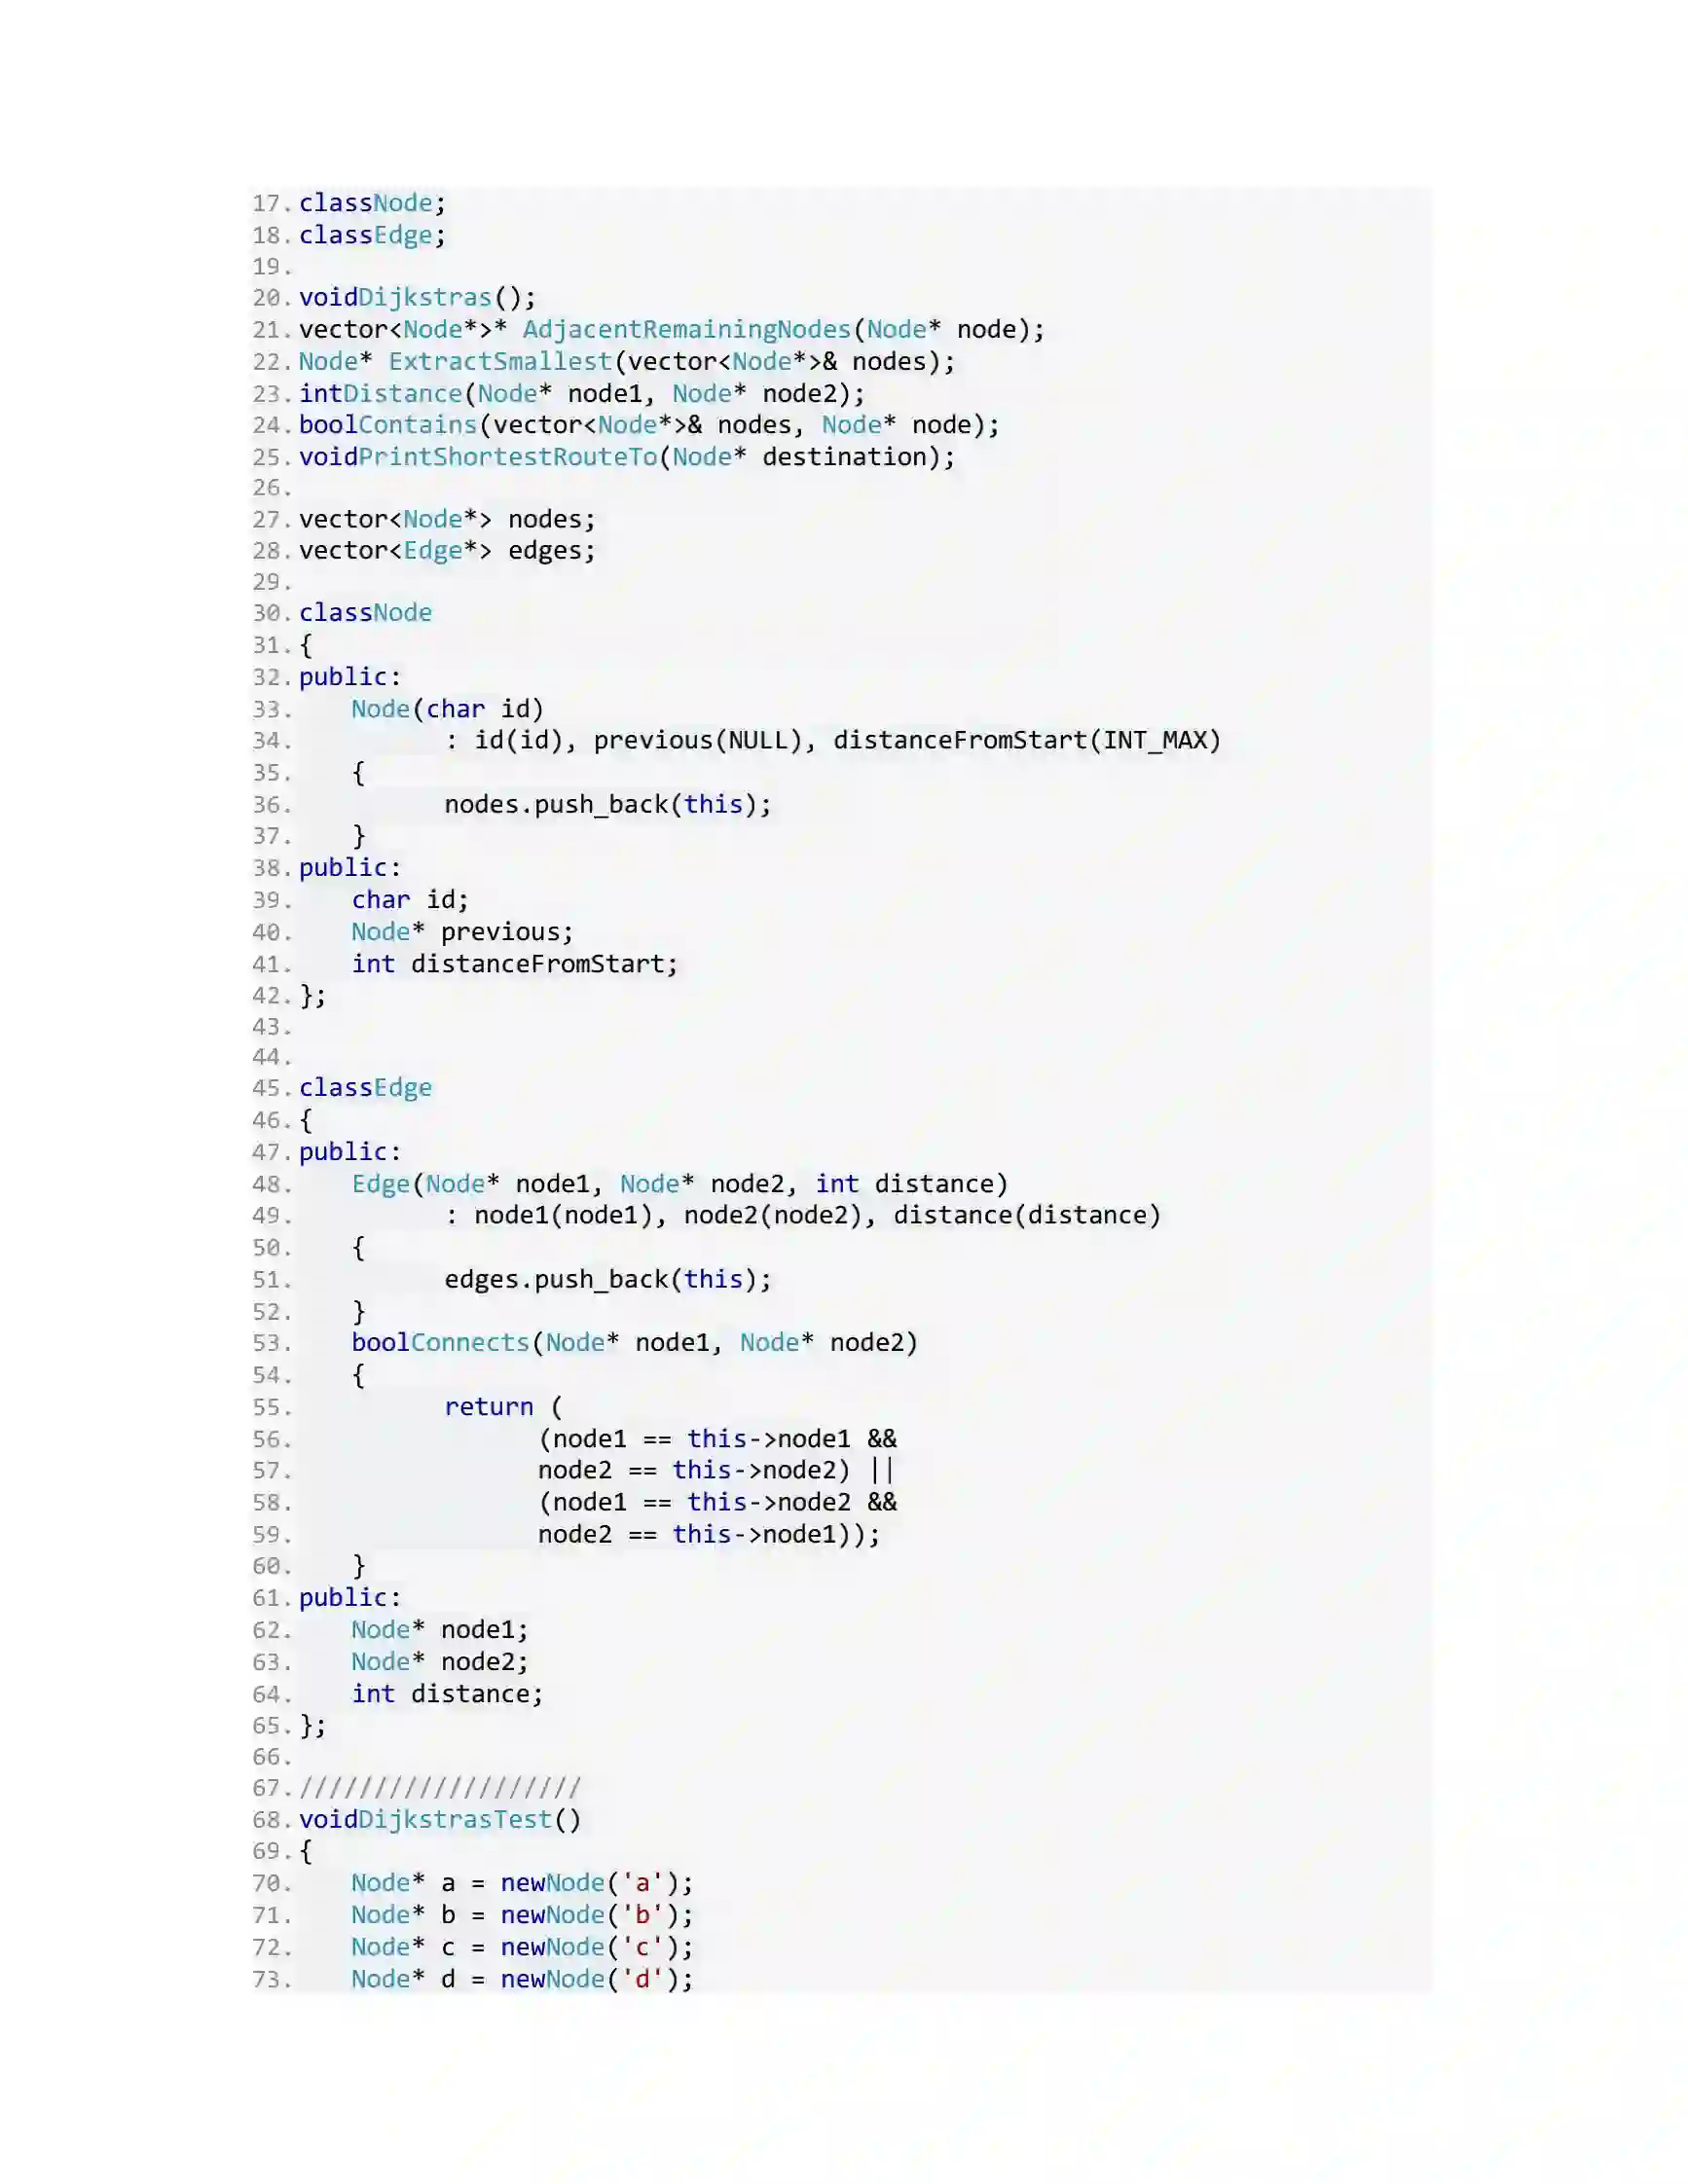 17. classNode;
18. classEdge;
19.
20. voidDijkstras();
21. vector<Node*>* AdjacentRemainingNodes(Node* node);
22. Node* ExtractSmallest(vector<Node*>& nodes);
23. intDistance(Node* node1, Node* node2);
24. boolContains(vector<Node*>& nodes, Node* node);
25. voidPrintShortestRouteTo(Node* destination);
26.
27. vector<Node*> nodes;
28. vector<Edge*> edges;
29.
30. classNode
31. {
32. public:
33.     Node(char id)
34.         : id(id), previous(NULL), distanceFromStart(INT_MAX)
35.     {
36.         nodes.push_back(this);
37.     }
38. public:
39.     char id;
40.     Node* previous;
41.     int distanceFromStart;
42. };
43.
44.
45. classEdge
46. {
47. public:
48.     Edge(Node* node1, Node* node2, int distance)
49.         : node1(node1), node2(node2), distance(distance)
50.     {
51.         edges.push_back(this);
52.     }
53.     boolConnects(Node* node1, Node* node2)
54.     {
55.         return (
56.             (node1 == this->node1 &&
57.             node2 == this->node2) ||
58.             (node1 == this->node2 &&
59.             node2 == this->node1));
60.     }
61. public:
62.     Node* node1;
63.     Node* node2;
64.     int distance;
65. };
66.
67. ///////////////////
68. voidDijkstrasTest()
69. {
70.     Node* a = newNode('a');
71.     Node* b = newNode('b');
72.     Node* c = newNode('c');
73.     Node* d = newNode('d');